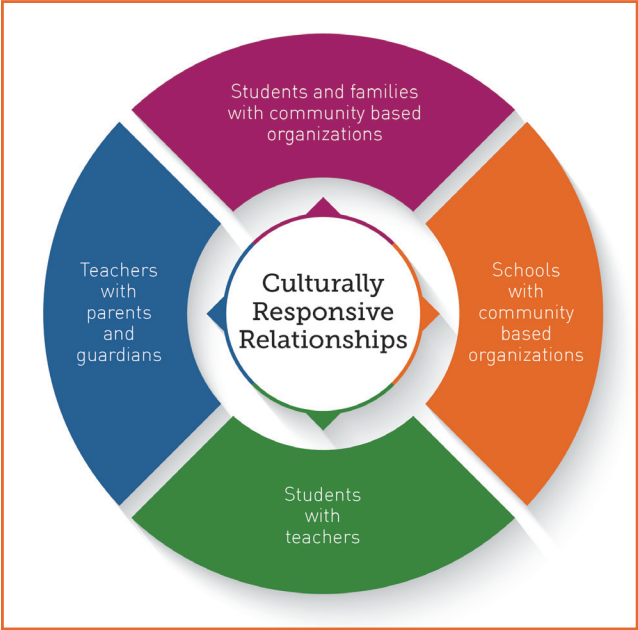 Students and families
with community based
organizations
Teachers
with
parents
and
guardians
Culturally
Responsive
Relationships
Schools
with
community
based
organizations
Students
with
teachers